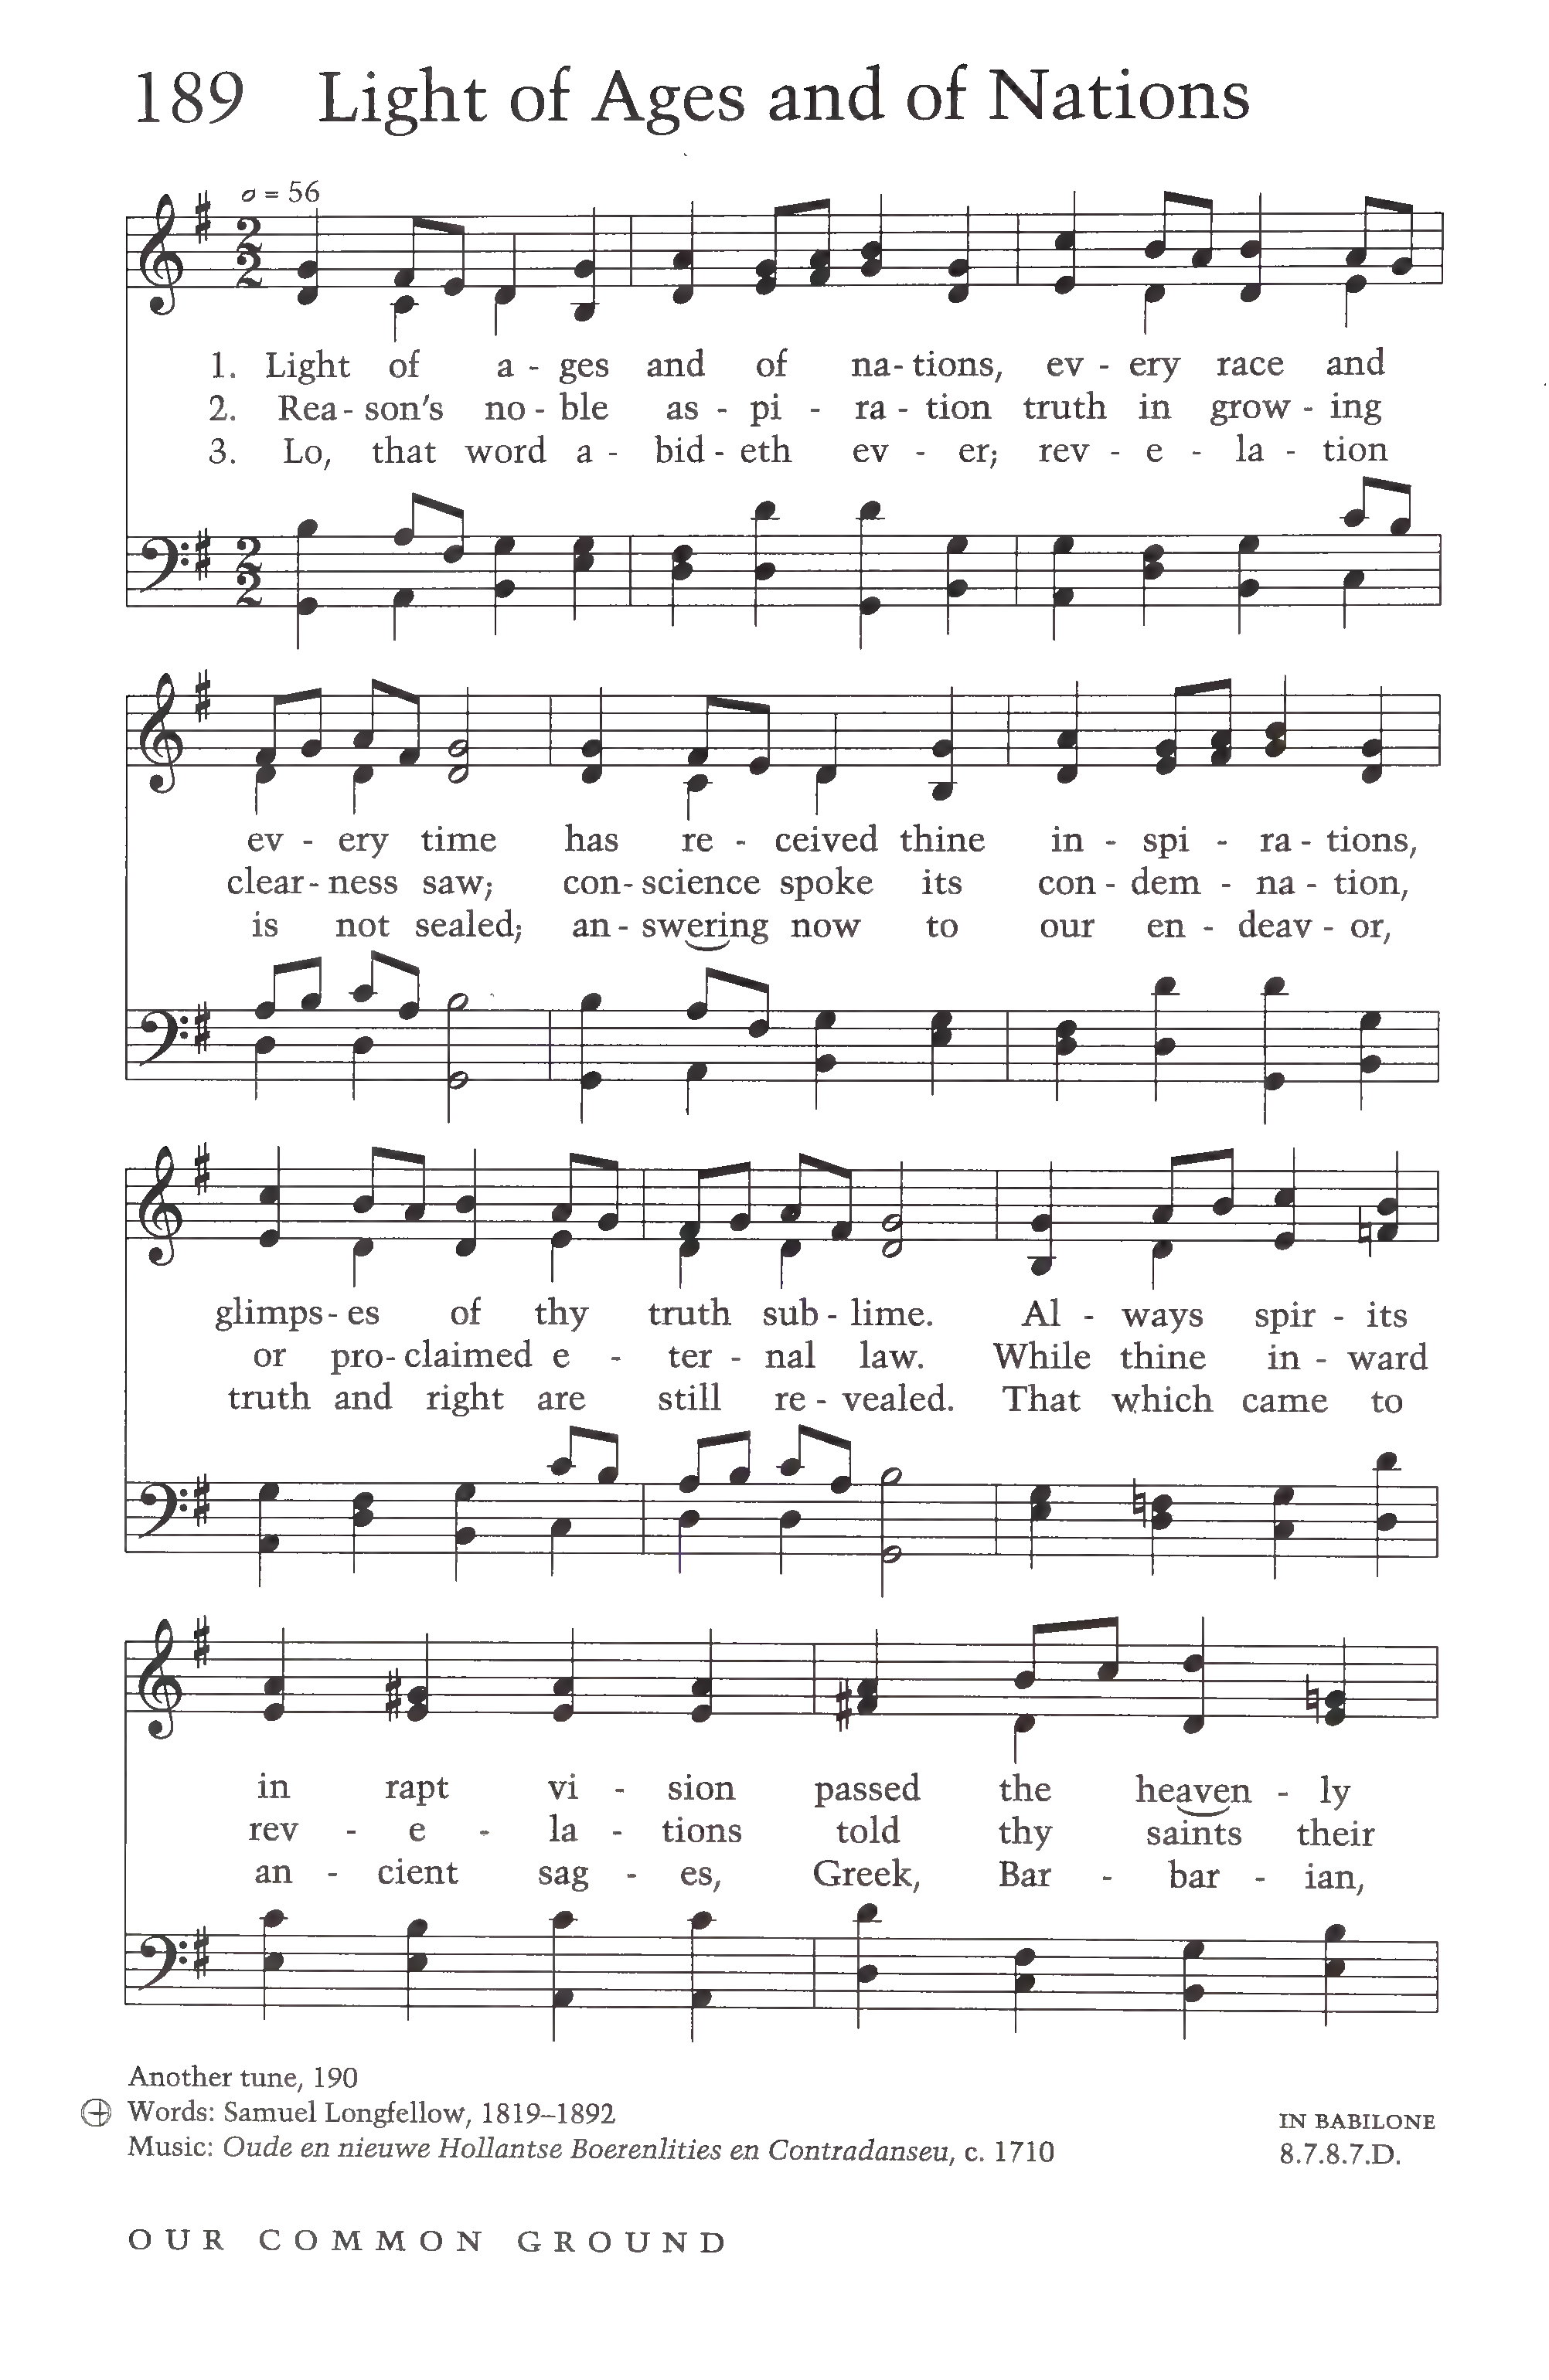 189 Light of Ages and of Nations
= 56
1. Light of a - ges and of na - tions, ev - ery race and
2. Rea - son's no - ble as - pi - ra - tion truth in grow - ing
3. Lo, that word a - bid - eth ev - er; rev - e - la - tion
ev - ery time has re - ceived thine in - spi - ra - tions,
clear - ness saw; con - science spoke its con - dem - na - tion,
is not sealed; an - swering now to our en - deav - or,
glimps - es of thy truth sub - lime. Al - ways spir - its
or pro - claimed e - ter - nal law. While thine in - ward
truth and right are still re - vealed. That which came to
in rapt vi - sion passed the heaven - ly
rev - e - la - tions told thy saints their
an - cient sag - es, Greek, Bar - bar - ian,
Another tune, 190
Words: Samuel Longfellow, 1819–1892
Music: Oude en nieuwe Hollantse Boerenlities en Contradanseu, c. 1710
IN BABILONE
8.7.8.7.D.
OUR COMMON GROUND